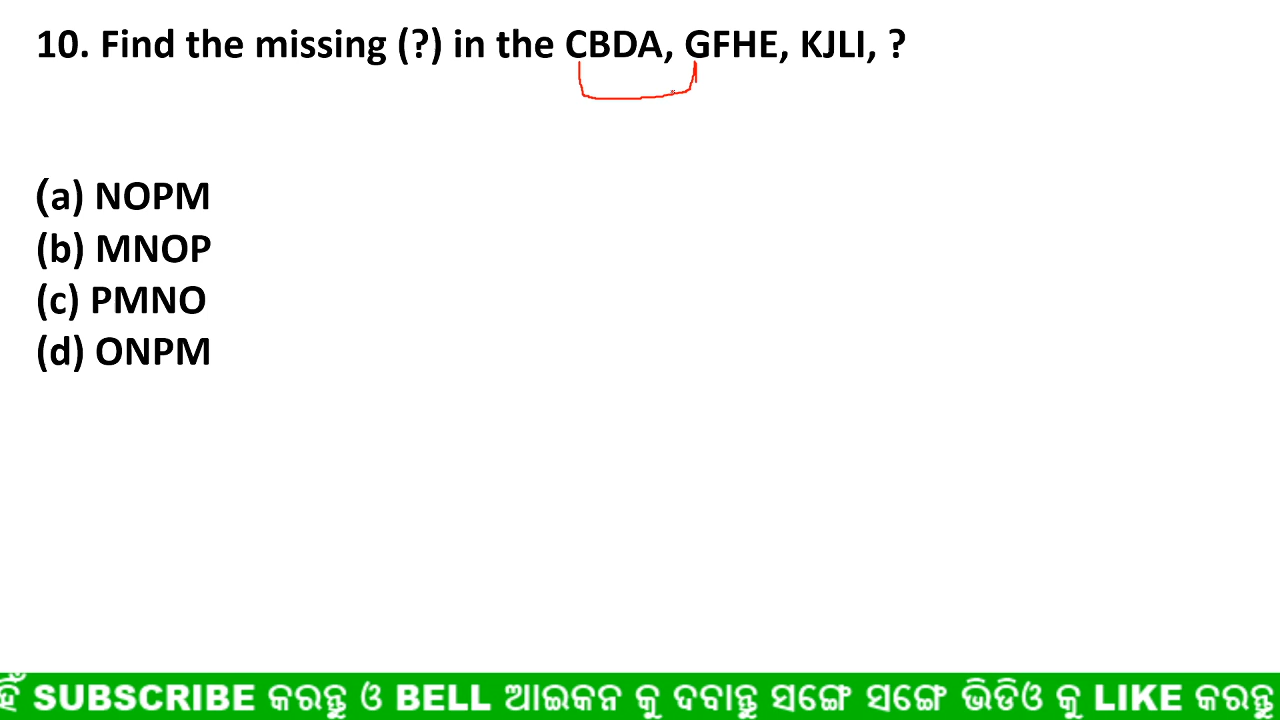 10. Find the missing (?) in the CBDA, GFHE, KJLI, ?
(a) NOPM
(b) MNOP
(c) PMNO
(d) ONPM
ହିଁ SUBSCRIBE କରନ୍ତୁ ଓ BELL ଆଇକନ କୁ ଦବାନ୍ତୁ ସଙ୍ଗେ ସଙ୍ଗେ ଭିଡିଓ କୁ LIKE କରନ୍ତୁ